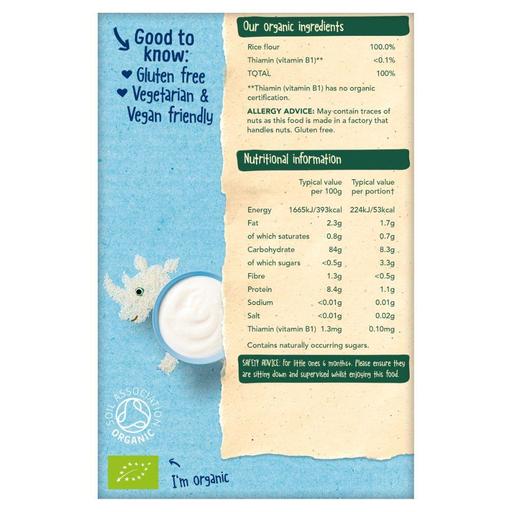 Good to
know:
Gluten free
Vegetarian &
Vegan friendly
Our organic ingredients
Rice flour 100.0%
Thiamin (vitamin B1)** <0.1%
TOTAL 100%
**Thiamin (vitamin B1) has no organic
certification.
ALLERGY ADVICE: May contain traces of
nuts as this food is made in a factory that
handles nuts. Gluten free.
Nutritional information
Typical value Typical value
per 100g per portion†
Energy 1665kJ/393kcal 224kJ/53kcal
Fat 2.3g 1.7g
of which saturates 0.8g 0.7g
Carbohydrate 84g 8.3g
of which sugars <0.5g 3.3g
Fibre 1.3g <0.5g
Protein 8.4g 1.1g
Sodium <0.01g 0.01g
Salt <0.01g 0.02g
Thiamin (vitamin B1) 1.3mg 0.10mg
Contains naturally occurring sugars.
SAFETY ADVICE: For little ones 6 months+. Please ensure they
are sitting down and supervised whilst enjoying this food.
SOIL ASSOCIATION
ORGANIC
I'm organic